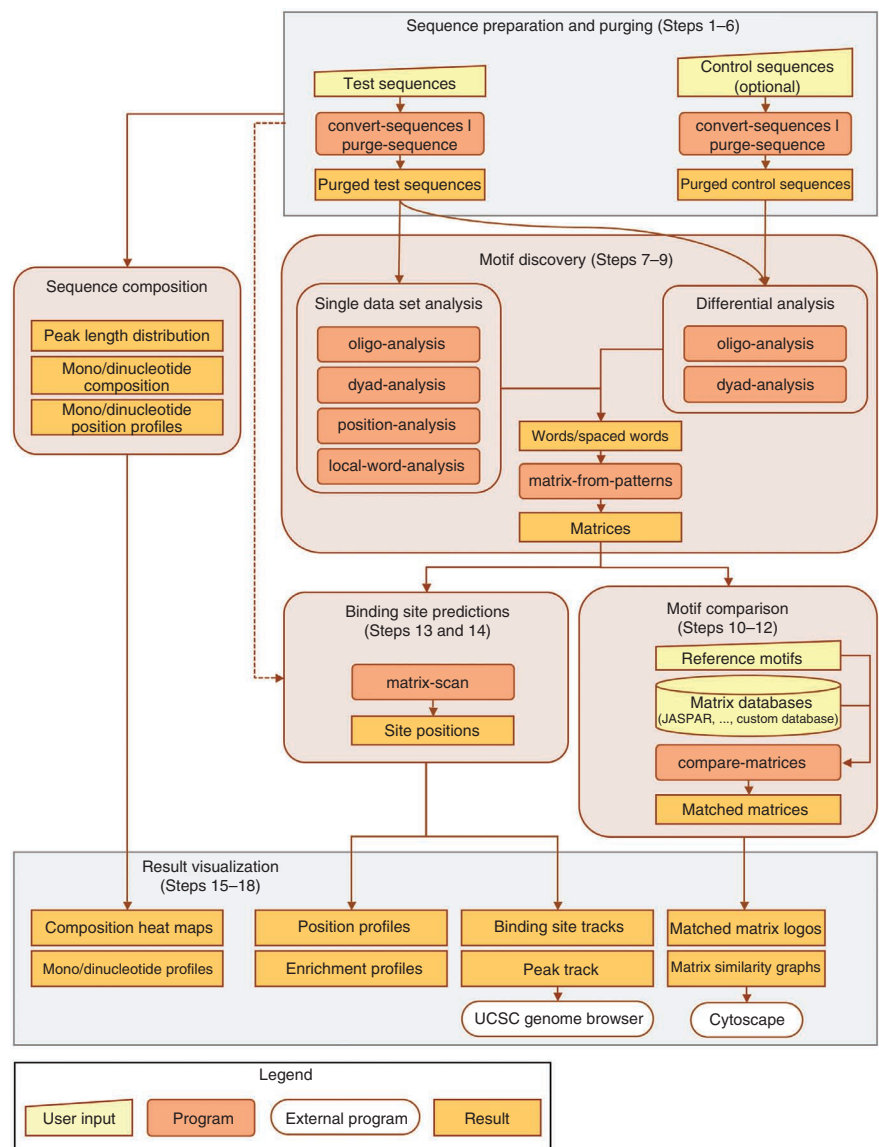 Sequence preparation and purging (Steps 1–6)
Test sequences
Control sequences
(optional)
convert-sequences I
purge-sequence
convert-sequences I
purge-sequence
Purged test sequences
Purged control sequences
Sequence composition
Peak length distribution
Mono/dinucleotide
composition
Mono/dinucleotide
position profiles
Motif discovery (Steps 7–9)
Single data set analysis
oligo-analysis
dyad-analysis
position-analysis
local-word-analysis
Differential analysis
oligo-analysis
dyad-analysis
Words/spaced words
matrix-from-patterns
Matrices
Binding site predictions
(Steps 13 and 14)
matrix-scan
Site positions
Motif comparison
(Steps 10–12)
Reference motifs
Matrix databases
(JASPAR, ..., custom database)
compare-matrices
Matched matrices
Result visualization
(Steps 15–18)
Composition heat maps
Mono/dinucleotide profiles
Position profiles
Enrichment profiles
Binding site tracks
Peak track
UCSC genome browser
Matched matrix logos
Matrix similarity graphs
Cytoscape
Legend
User input
Program
External program
Result